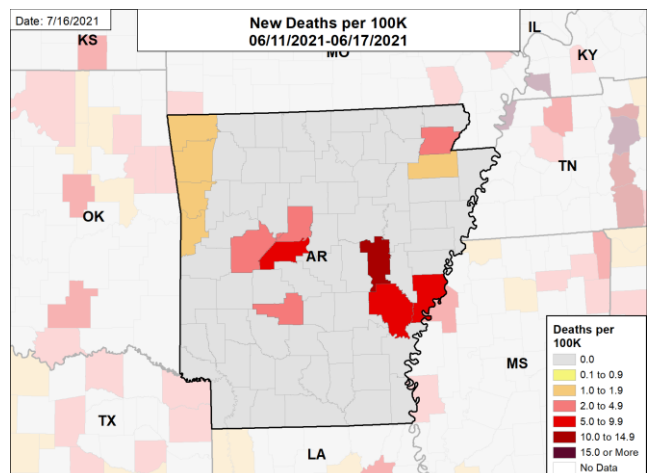 Date: 7/16/2021
New Deaths per 100K
06/11/2021-06/17/2021
KS
MO
IL
KY
TN
OK
AR
MS
TX
LA
Deaths per
100K
0.0
0.1 to 0.9
1.0 to 1.9
2.0 to 4.9
5.0 to 9.9
10.0 to 14.9
15.0 or More
No Data